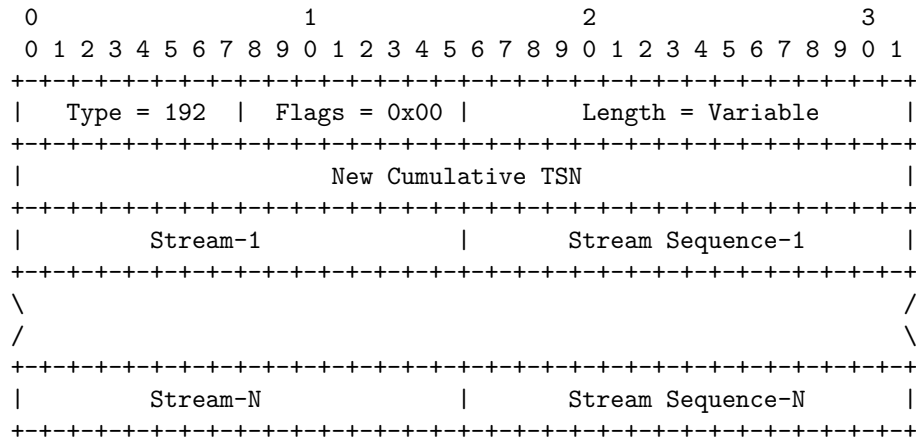 0                   1                   2                   3
0 1 2 3 4 5 6 7 8 9 0 1 2 3 4 5 6 7 8 9 0 1 2 3 4 5 6 7 8 9 0 1
+-+-+-+-+-+-+-+-+-+-+-+-+-+-+-+-+-+-+-+-+-+-+-+-+-+-+-+-+-+-+-+-+
|   Type = 192  |  Flags = 0x00 |        Length = Variable      |
+-+-+-+-+-+-+-+-+-+-+-+-+-+-+-+-+-+-+-+-+-+-+-+-+-+-+-+-+-+-+-+-+
|                      New Cumulative TSN                       |
+-+-+-+-+-+-+-+-+-+-+-+-+-+-+-+-+-+-+-+-+-+-+-+-+-+-+-+-+-+-+-+-+
|         Stream-1              |       Stream Sequence-1       |
+-+-+-+-+-+-+-+-+-+-+-+-+-+-+-+-+-+-+-+-+-+-+-+-+-+-+-+-+-+-+-+-+
\                                                               /
/                                                               \
+-+-+-+-+-+-+-+-+-+-+-+-+-+-+-+-+-+-+-+-+-+-+-+-+-+-+-+-+-+-+-+-+
|         Stream-N              |       Stream Sequence-N       |
+-+-+-+-+-+-+-+-+-+-+-+-+-+-+-+-+-+-+-+-+-+-+-+-+-+-+-+-+-+-+-+-+